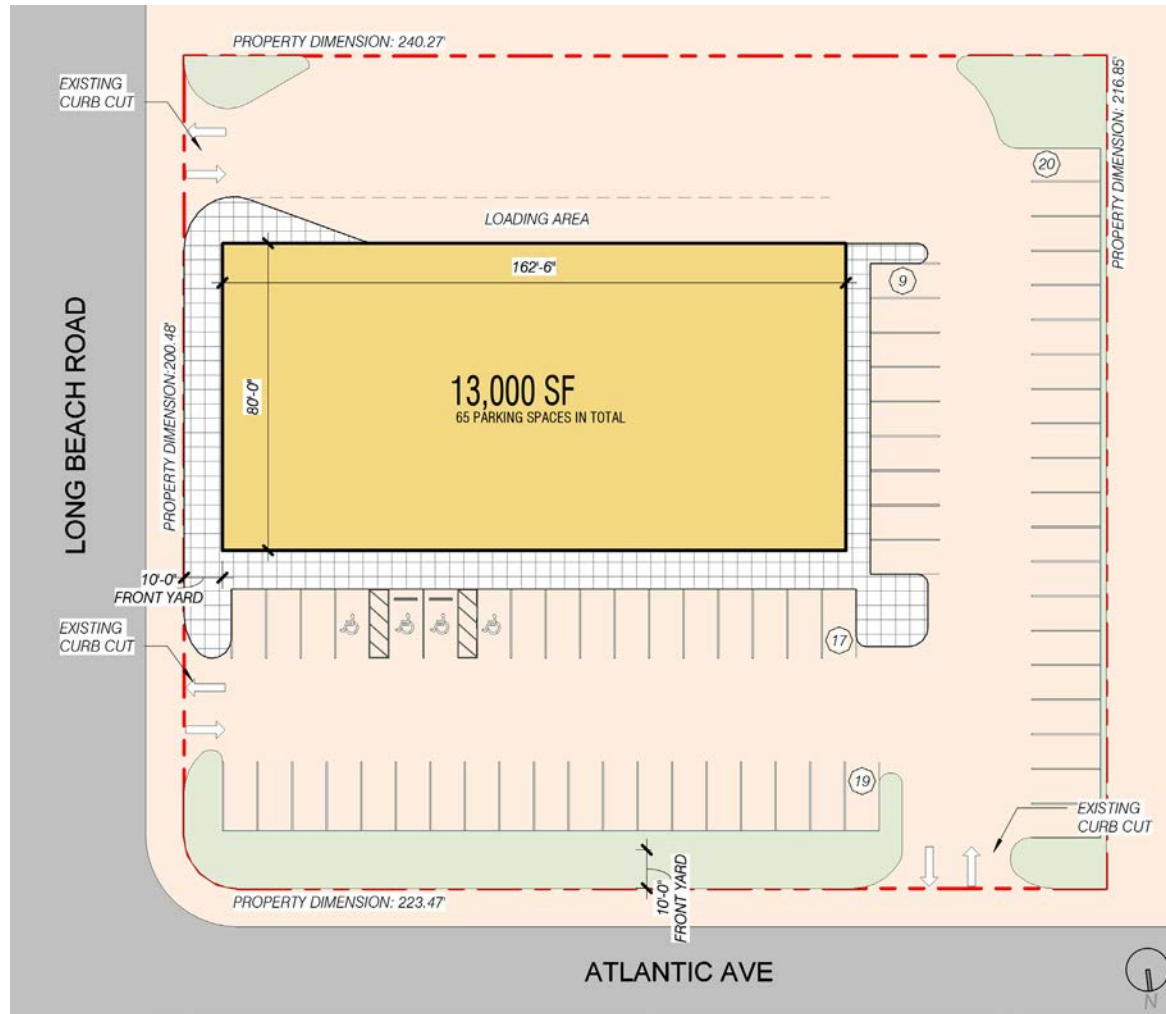 PROPERTY DIMENSION: 240.27'
EXISTING
CURB CUT
PROPERTY DIMENSION: 216.85'
20
LOADING AREA
162'-6"
9
LONG BEACH ROAD
PROPERTY DIMENSION:200.48'
80'-0"
13,000 SF
65 PARKING SPACES IN TOTAL
10'-0"
FRONT YARD
EXISTING
CURB CUT
17
19
EXISTING
CURB CUT
10'-0"
FRONT YARD
PROPERTY DIMENSION: 223.47'
ATLANTIC AVE
N